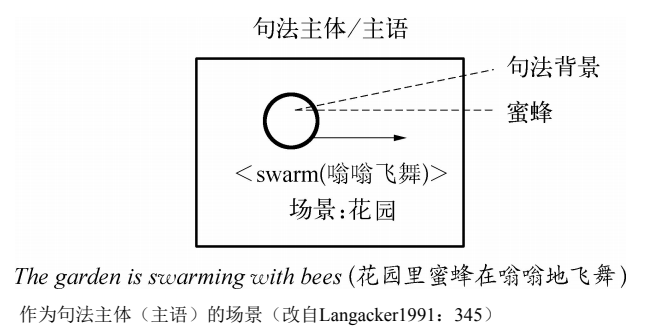 句法主体/主语
句法背景
蜜蜂
<swarm(嗡嗡飞舞)>
场景:花园
The garden is swarming with bees (花园里蜜蜂在嗡嗡地飞舞)
作为句法主体（主语）的场景（改自Langacker1991：345）